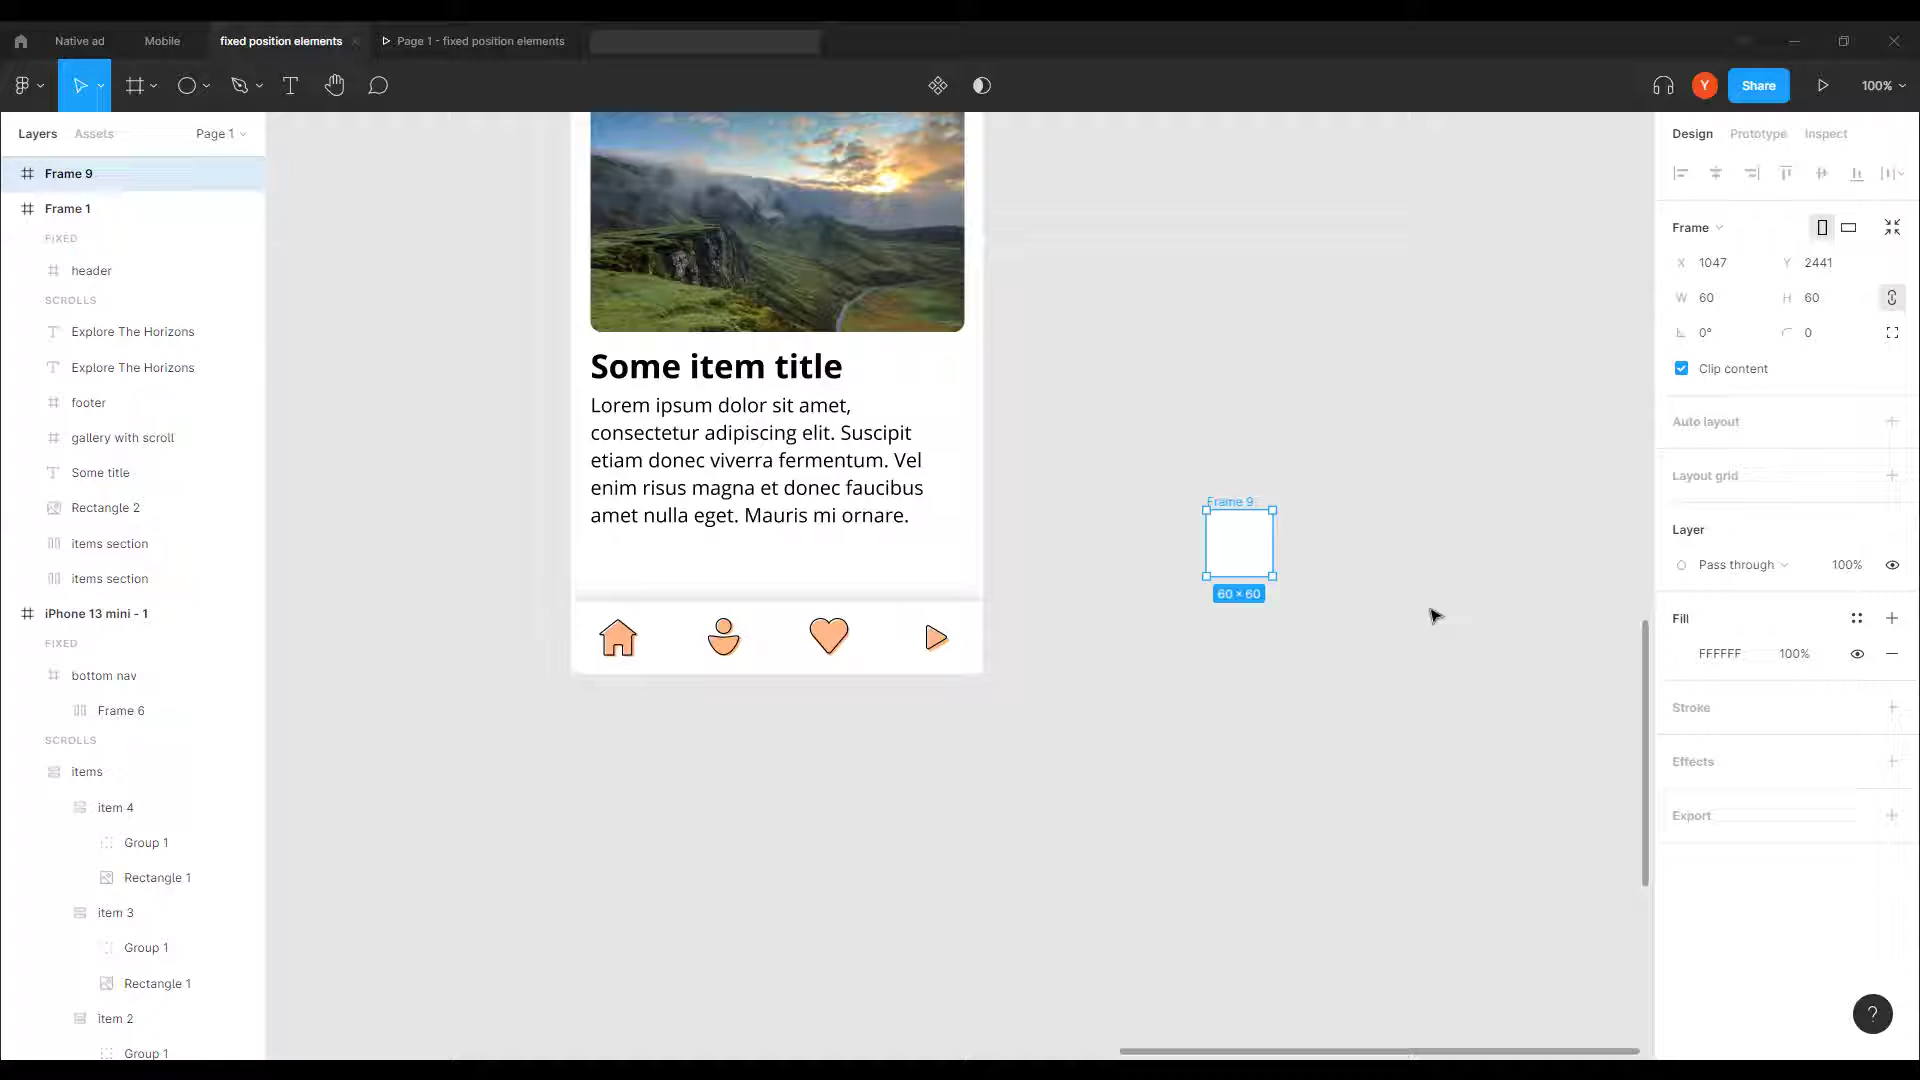 Native ad
Mobile
fixed position elements
Page 1 - fixed position elements
Y
Share
100%
Layers
Assets
Page 1
Frame 9
Frame 1
FIXED
header
SCROLLS
Explore The Horizons
Explore The Horizons
footer
gallery with scroll
Some title
Rectangle 2
items section
items section
iPhone 13 mini - 1
FIXED
bottom nav
Frame 6
SCROLLS
items
item 4
Group 1
Rectangle 1
item 3
Group 1
Rectangle 1
item 2
Group 1
Some item title
Lorem ipsum dolor sit amet,
consectetur adipiscing elit. Suscipit
etiam donec viverra fermentum. Vel
enim risus magna et donec faucibus
amet nulla eget. Mauris mi ornare.
Frame 9
60 × 60
Design
Prototype
Inspect
Frame
X 1047
Y 2441
W 60
H 60
0°
0
Clip content
Auto layout
Layout grid
Layer
Pass through
100%
Fill
FFFFFF
100%
Stroke
Effects
Export
?